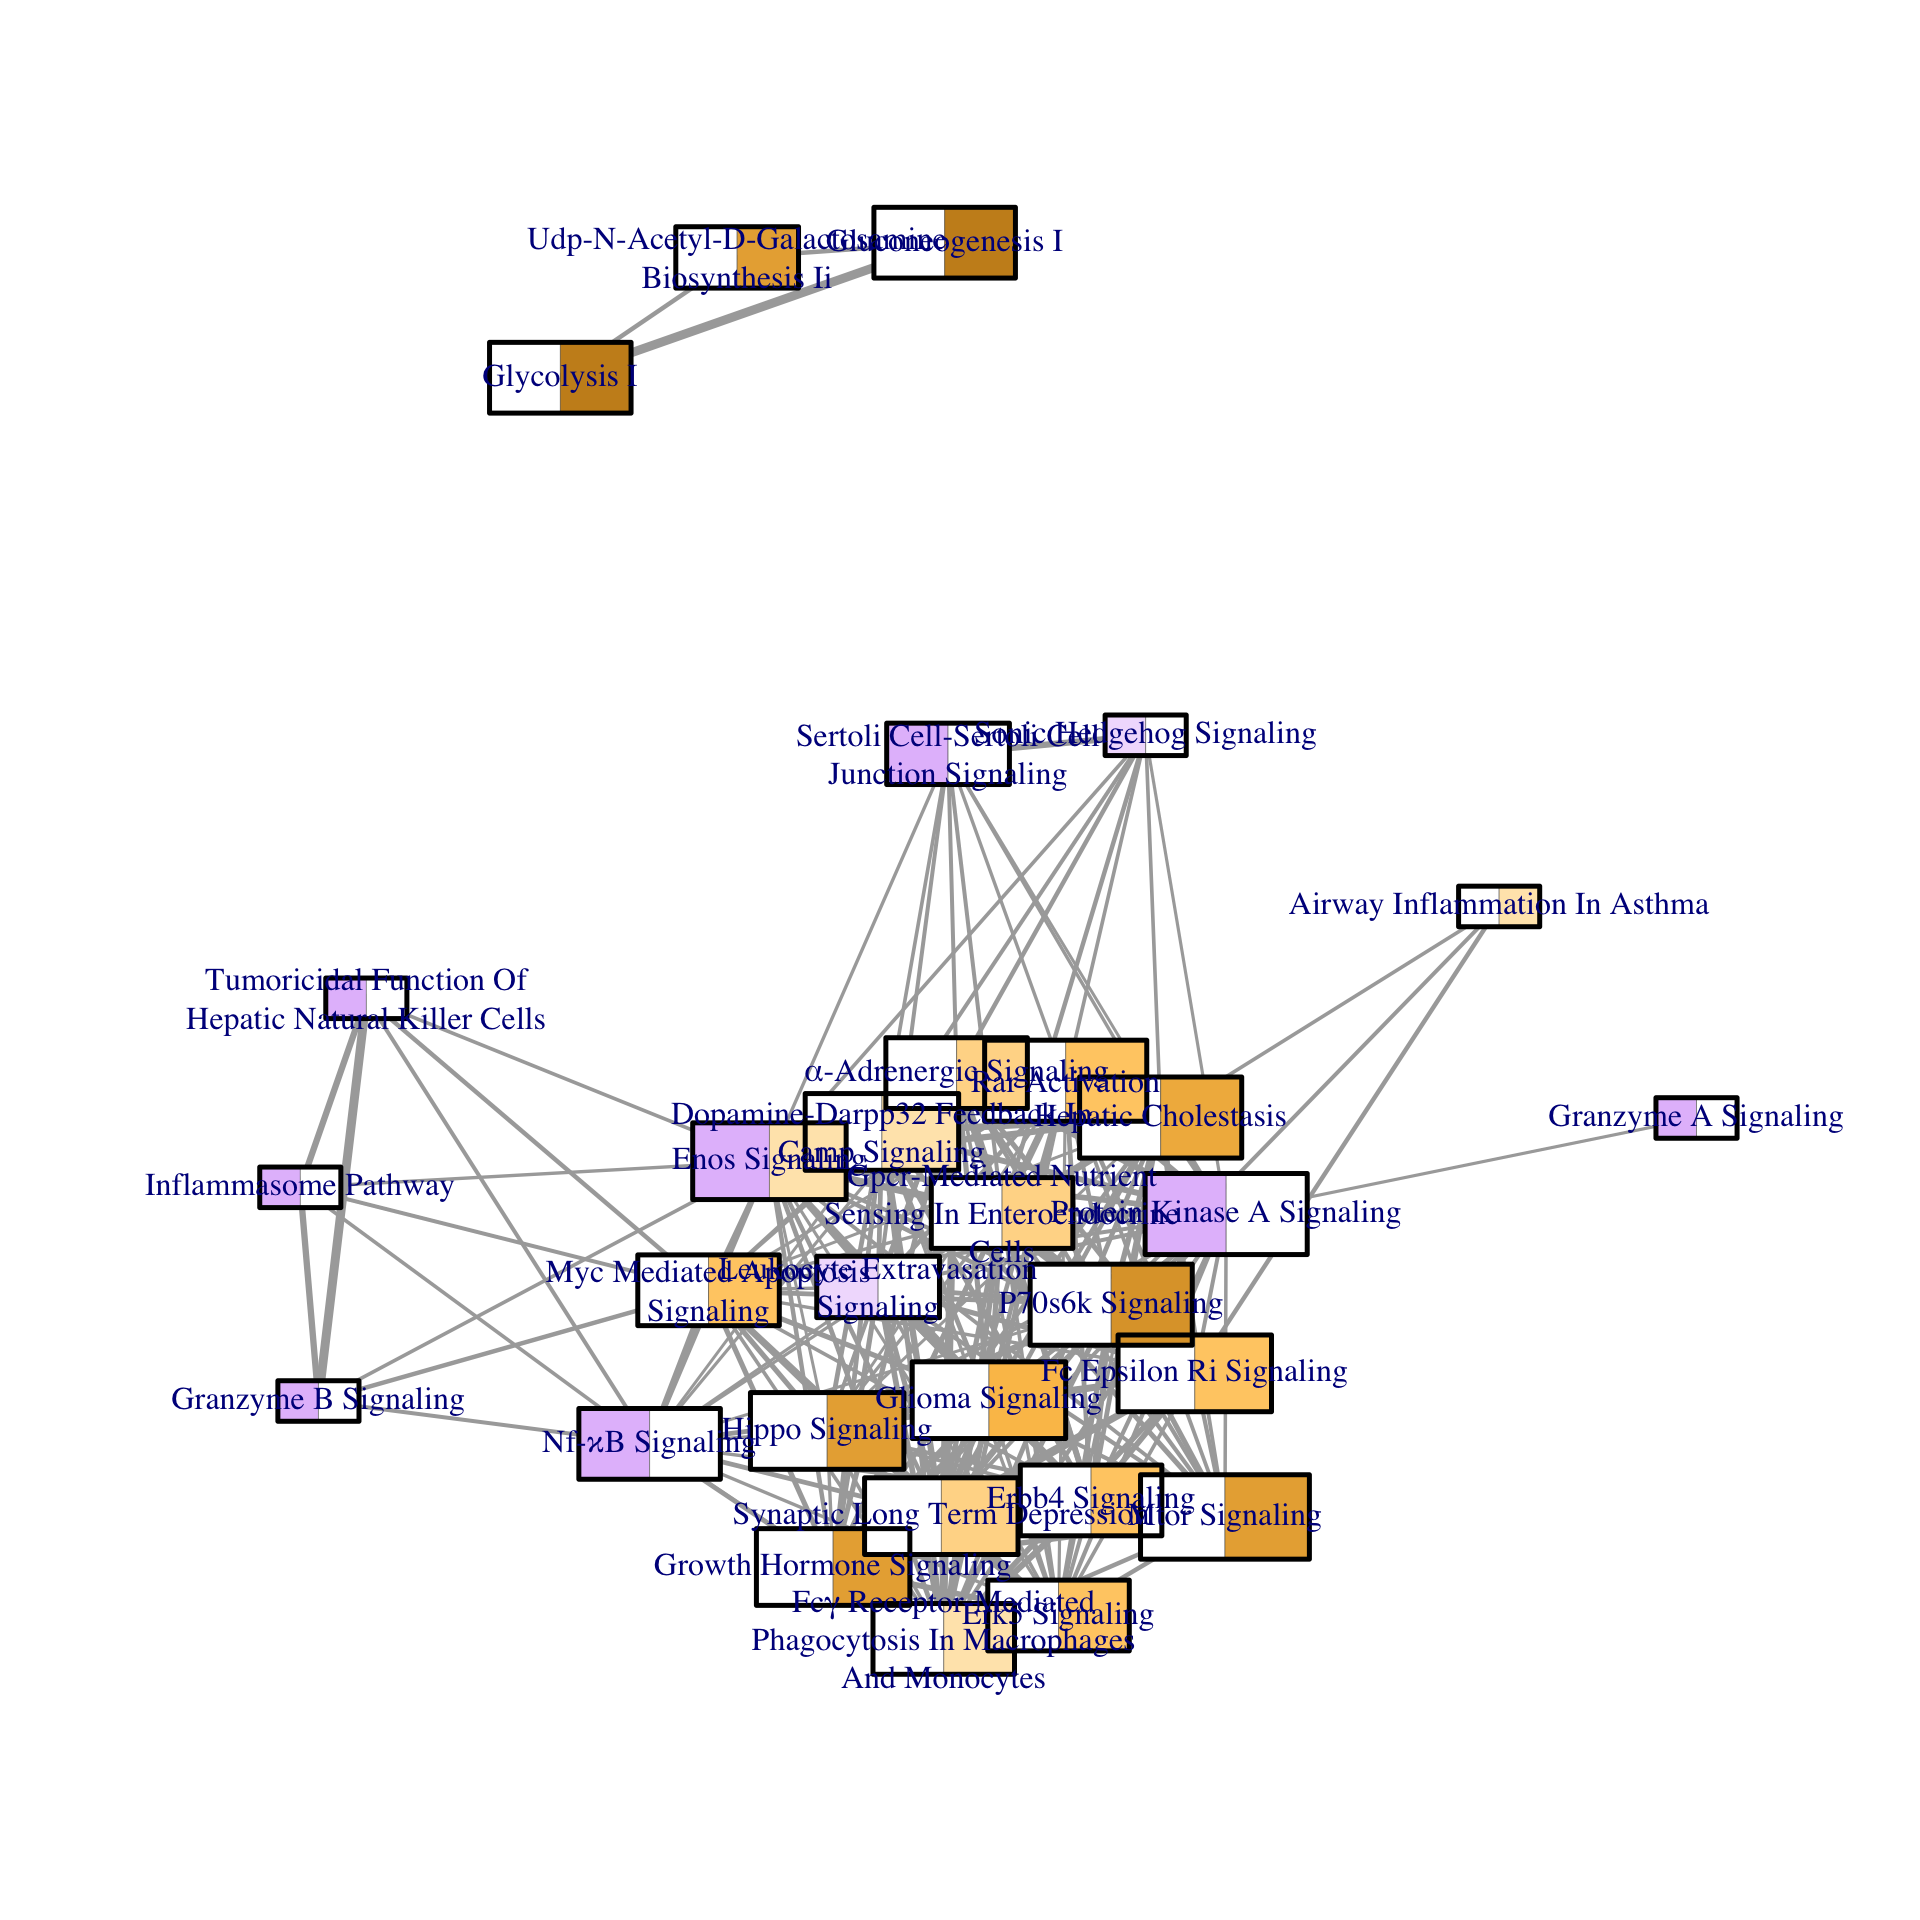 Udp-N-Acetyl-D-Galactosamine
Biosynthesis Ii
Gluconeogenesis I
Glycolysis I
Sertoli Cell-Sertoli Cell
Junction Signaling
Sonic Hedgehog Signaling
Airway Inflammation In Asthma
Tumoricidal Function Of
Hepatic Natural Killer Cells
α-Adrenergic Signaling
Rar Activation
Hepatic Cholestasis
Granzyme A Signaling
Dopamine-Darpp32 Feedback In
Camp Signaling
Enos Signaling
Inflammasome Pathway
Gpcr-Mediated Nutrient
Sensing In Enteroendocrine
Cells
Protein Kinase A Signaling
Myc Mediated Apoptosis
Signaling
Leukocyte Extravasation
Signaling
P70s6k Signaling
Fc Epsilon Ri Signaling
Granzyme B Signaling
Glioma Signaling
Nf-ϰB Signaling
Hippo Signaling
Erbb4 Signaling
Synaptic Long Term Depression
Mtor Signaling
Growth Hormone Signaling
Fcγ Receptor-Mediated
Phagocytosis In Macrophages
And Monocytes
Erk5 Signaling